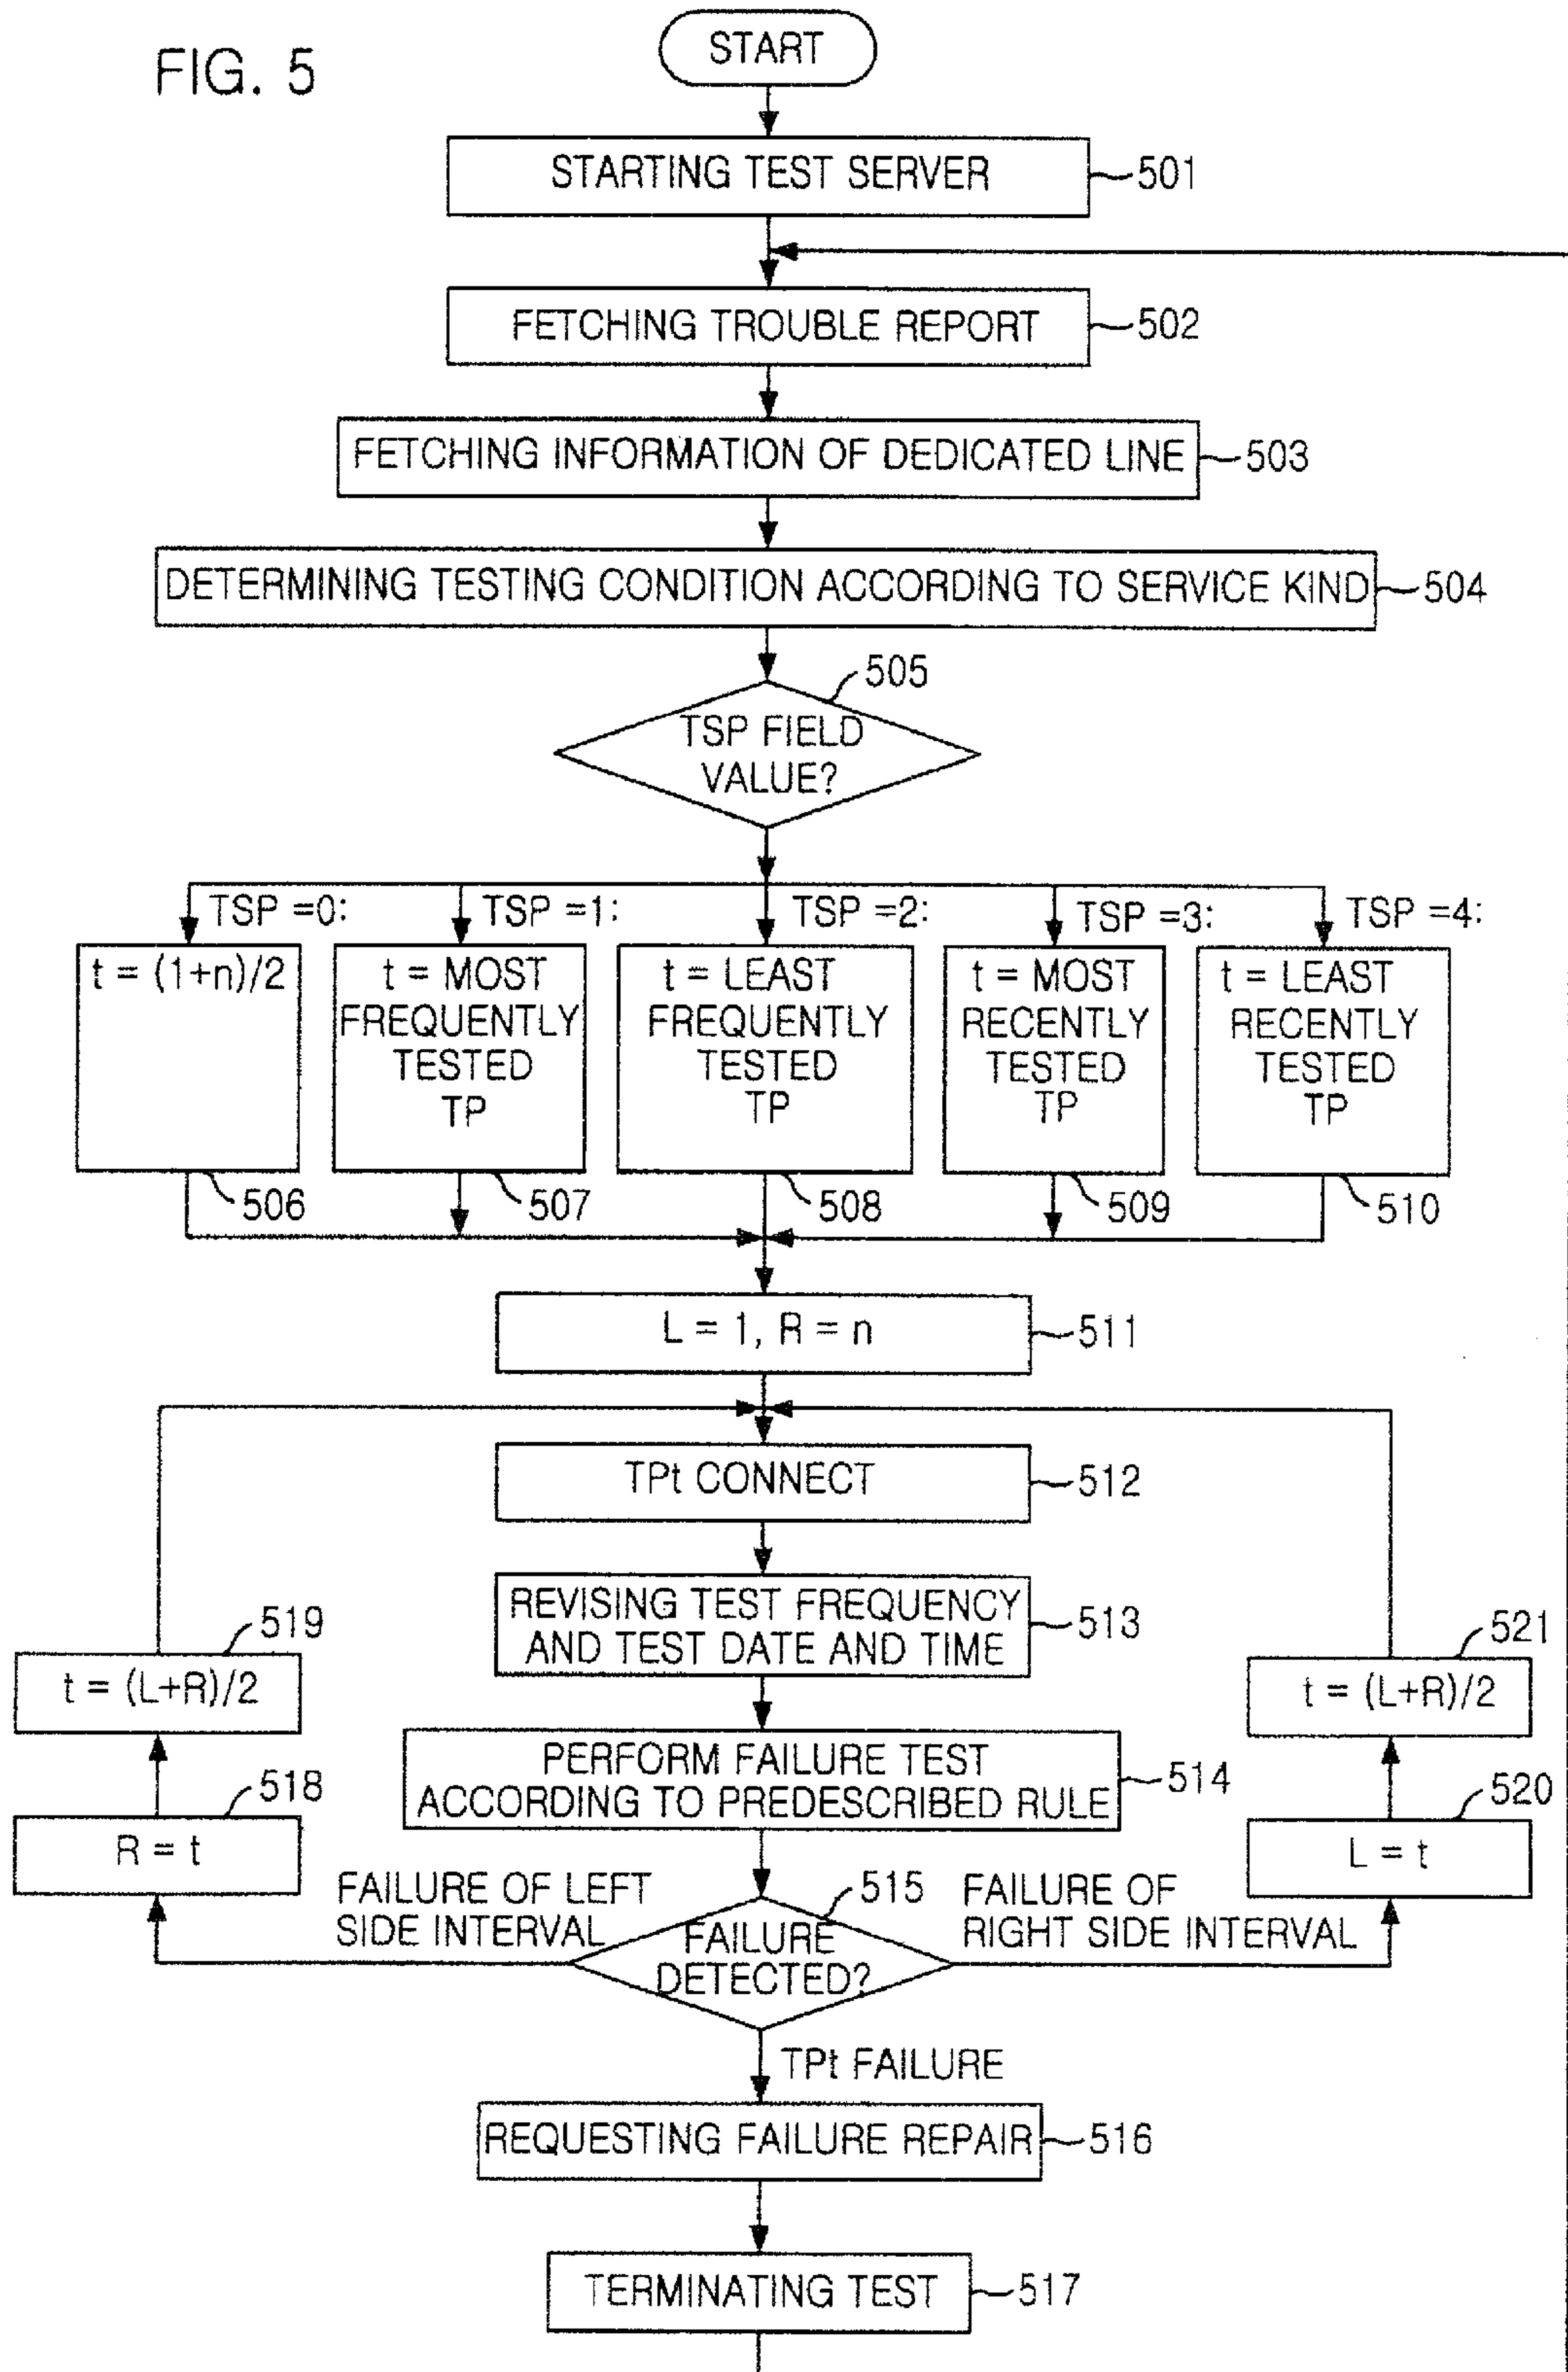 FIG. 5
START
STARTING TEST SERVER
501
FETCHING TROUBLE REPORT
502
FETCHING INFORMATION OF DEDICATED LINE
503
DETERMINING TESTING CONDITION ACCORDING TO SERVICE KIND
504
505
TSP FIELD
VALUE?
TSP =0:
TSP =1:
TSP =2:
TSP =3:
TSP =4:
t = (1+n)/2
t = MOST
FREQUENTLY
TESTED
TP
t = LEAST
FREQUENTLY
TESTED
TP
t = MOST
RECENTLY
TESTED
TP
t = LEAST
RECENTLY
TESTED
TP
506
507
508
509
510
L = 1, R = n
511
TPt CONNECT
512
REVISING TEST FREQUENCY
AND TEST DATE AND TIME
513
519
t = (L+R)/2
521
t = (L+R)/2
PERFORM FAILURE TEST
ACCORDING TO PREDESCRIBED RULE
514
518
R = t
520
L = t
FAILURE OF LEFT
SIDE INTERVAL
515
FAILURE
DETECTED?
FAILURE OF
RIGHT SIDE INTERVAL
TPt FAILURE
REQUESTING FAILURE REPAIR
516
TERMINATING TEST
517